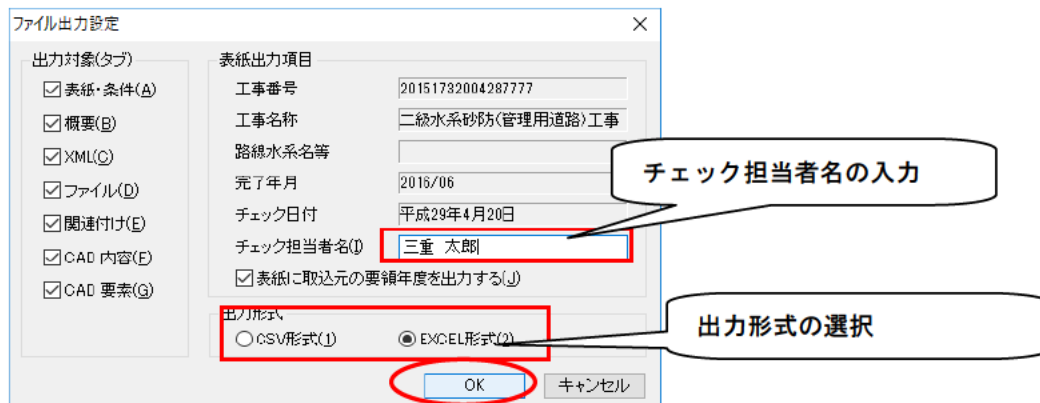 ファイル出力設定
出力対象(タブ)
表紙・条件(A)
概要(B)
XML(C)
ファイル(D)
関連付け(E)
CAD 内容(F)
CAD 要素(G)
表紙出力項目
工事番号 20151732004287777
工事名称 二級水系砂防(管理用道路)工事
路線水系名等
完了年月 2016/06
チェック日付 平成29年4月20日
チェック担当者名(I) 三重 太郎
表紙に取込元の要領年度を出力する(J)
出力形式
CSV形式(1) EXCEL形式(2)
OK キャンセル
チェック担当者名の入力
出力形式の選択